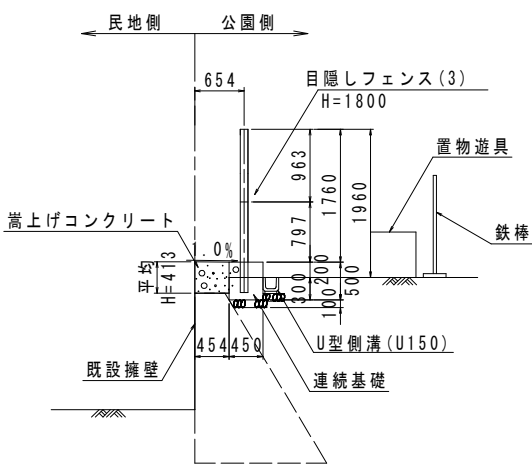 民地側
公園側
654
目隠しフェンス(3)
H=1800
置物遊具
963
1760
1960
797
嵩上げコンクリート
鉄棒
0%
平均
H=413
200
300
500
100
U型側溝(U150)
454
450
既設擁壁
連続基礎